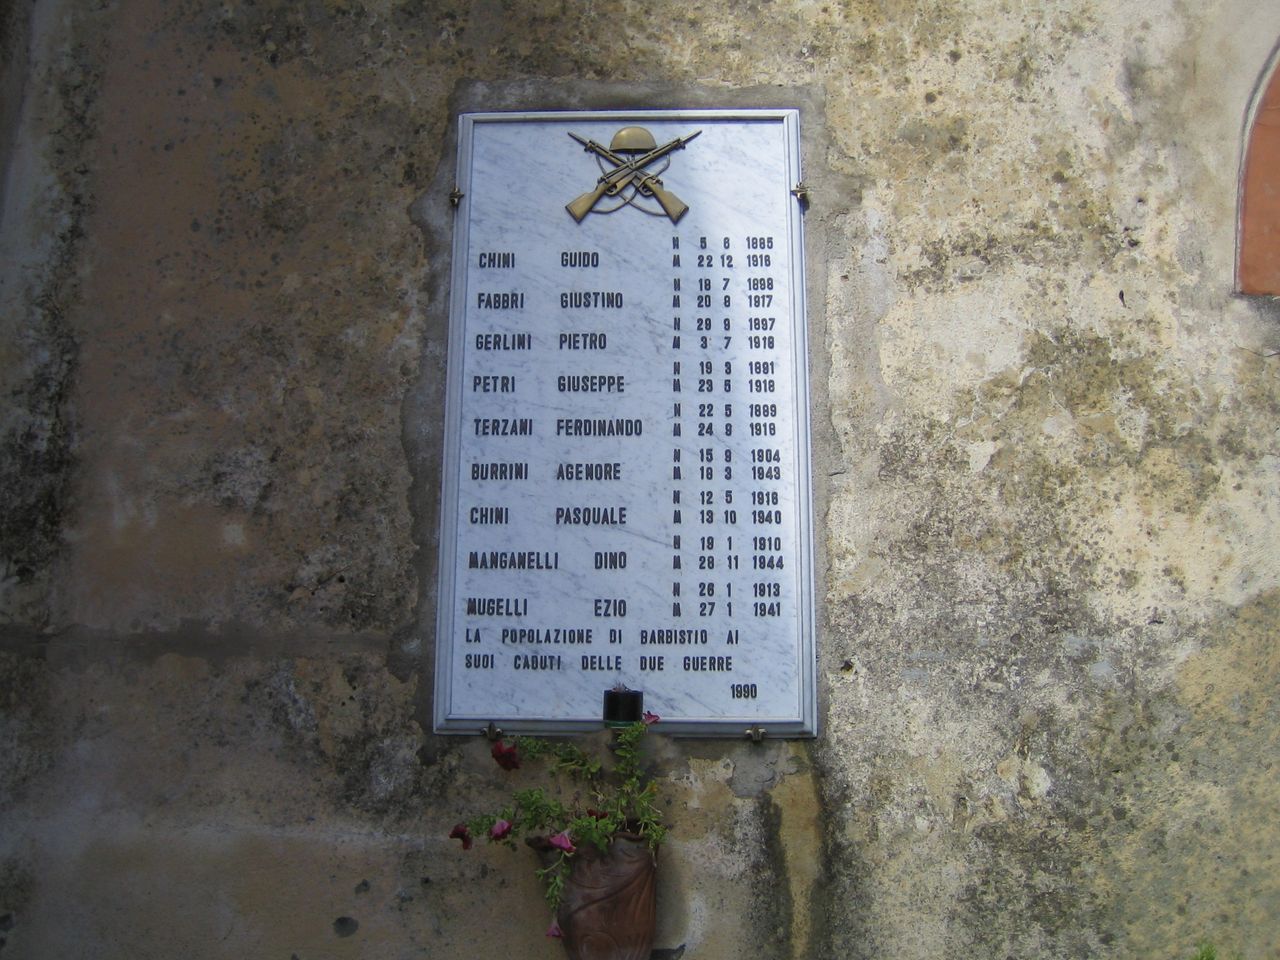 N 5 6 1885
CHINI GUIDO M 22 12 1918
N 18 7 1898
FABBRI GIUSTINO M 20 8 1917
N 29 9 1897
GERLINI PIETRO M 3 7 1918
N 19 3 1891
PETRI GIUSEPPE M 23 5 1918
N 22 5 1889
TERZANI FERDINANDO M 24 9 1918
N 15 9 1904
BURRINI AGENORE M 18 3 1943
N 12 5 1918
CHINI PASQUALE M 13 10 1940
N 19 1 1910
MANGANELLI DINO M 28 11 1944
N 26 1 1913
MUGELLI EZIO M 27 1 1941
LA POPOLAZIONE DI BARBISTIO AI
SUOI CADUTI DELLE DUE GUERRE
1990